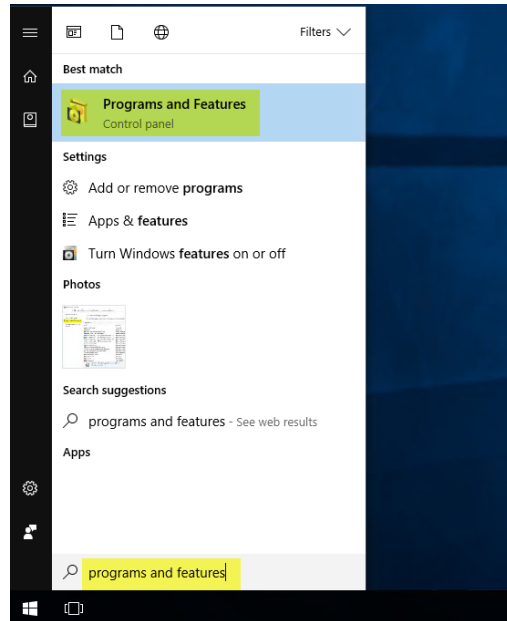 Filters
Best match
Programs and Features
Control panel
Settings
Add or remove programs
Apps & features
Turn Windows features on or off
Photos
Search suggestions
programs and features - See web results
Apps
programs and features